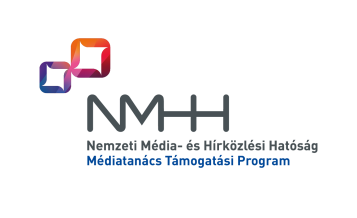 NMHH
Nemzeti Média- és Hírközlési Hatóság
Médiatanács Támogatási Program